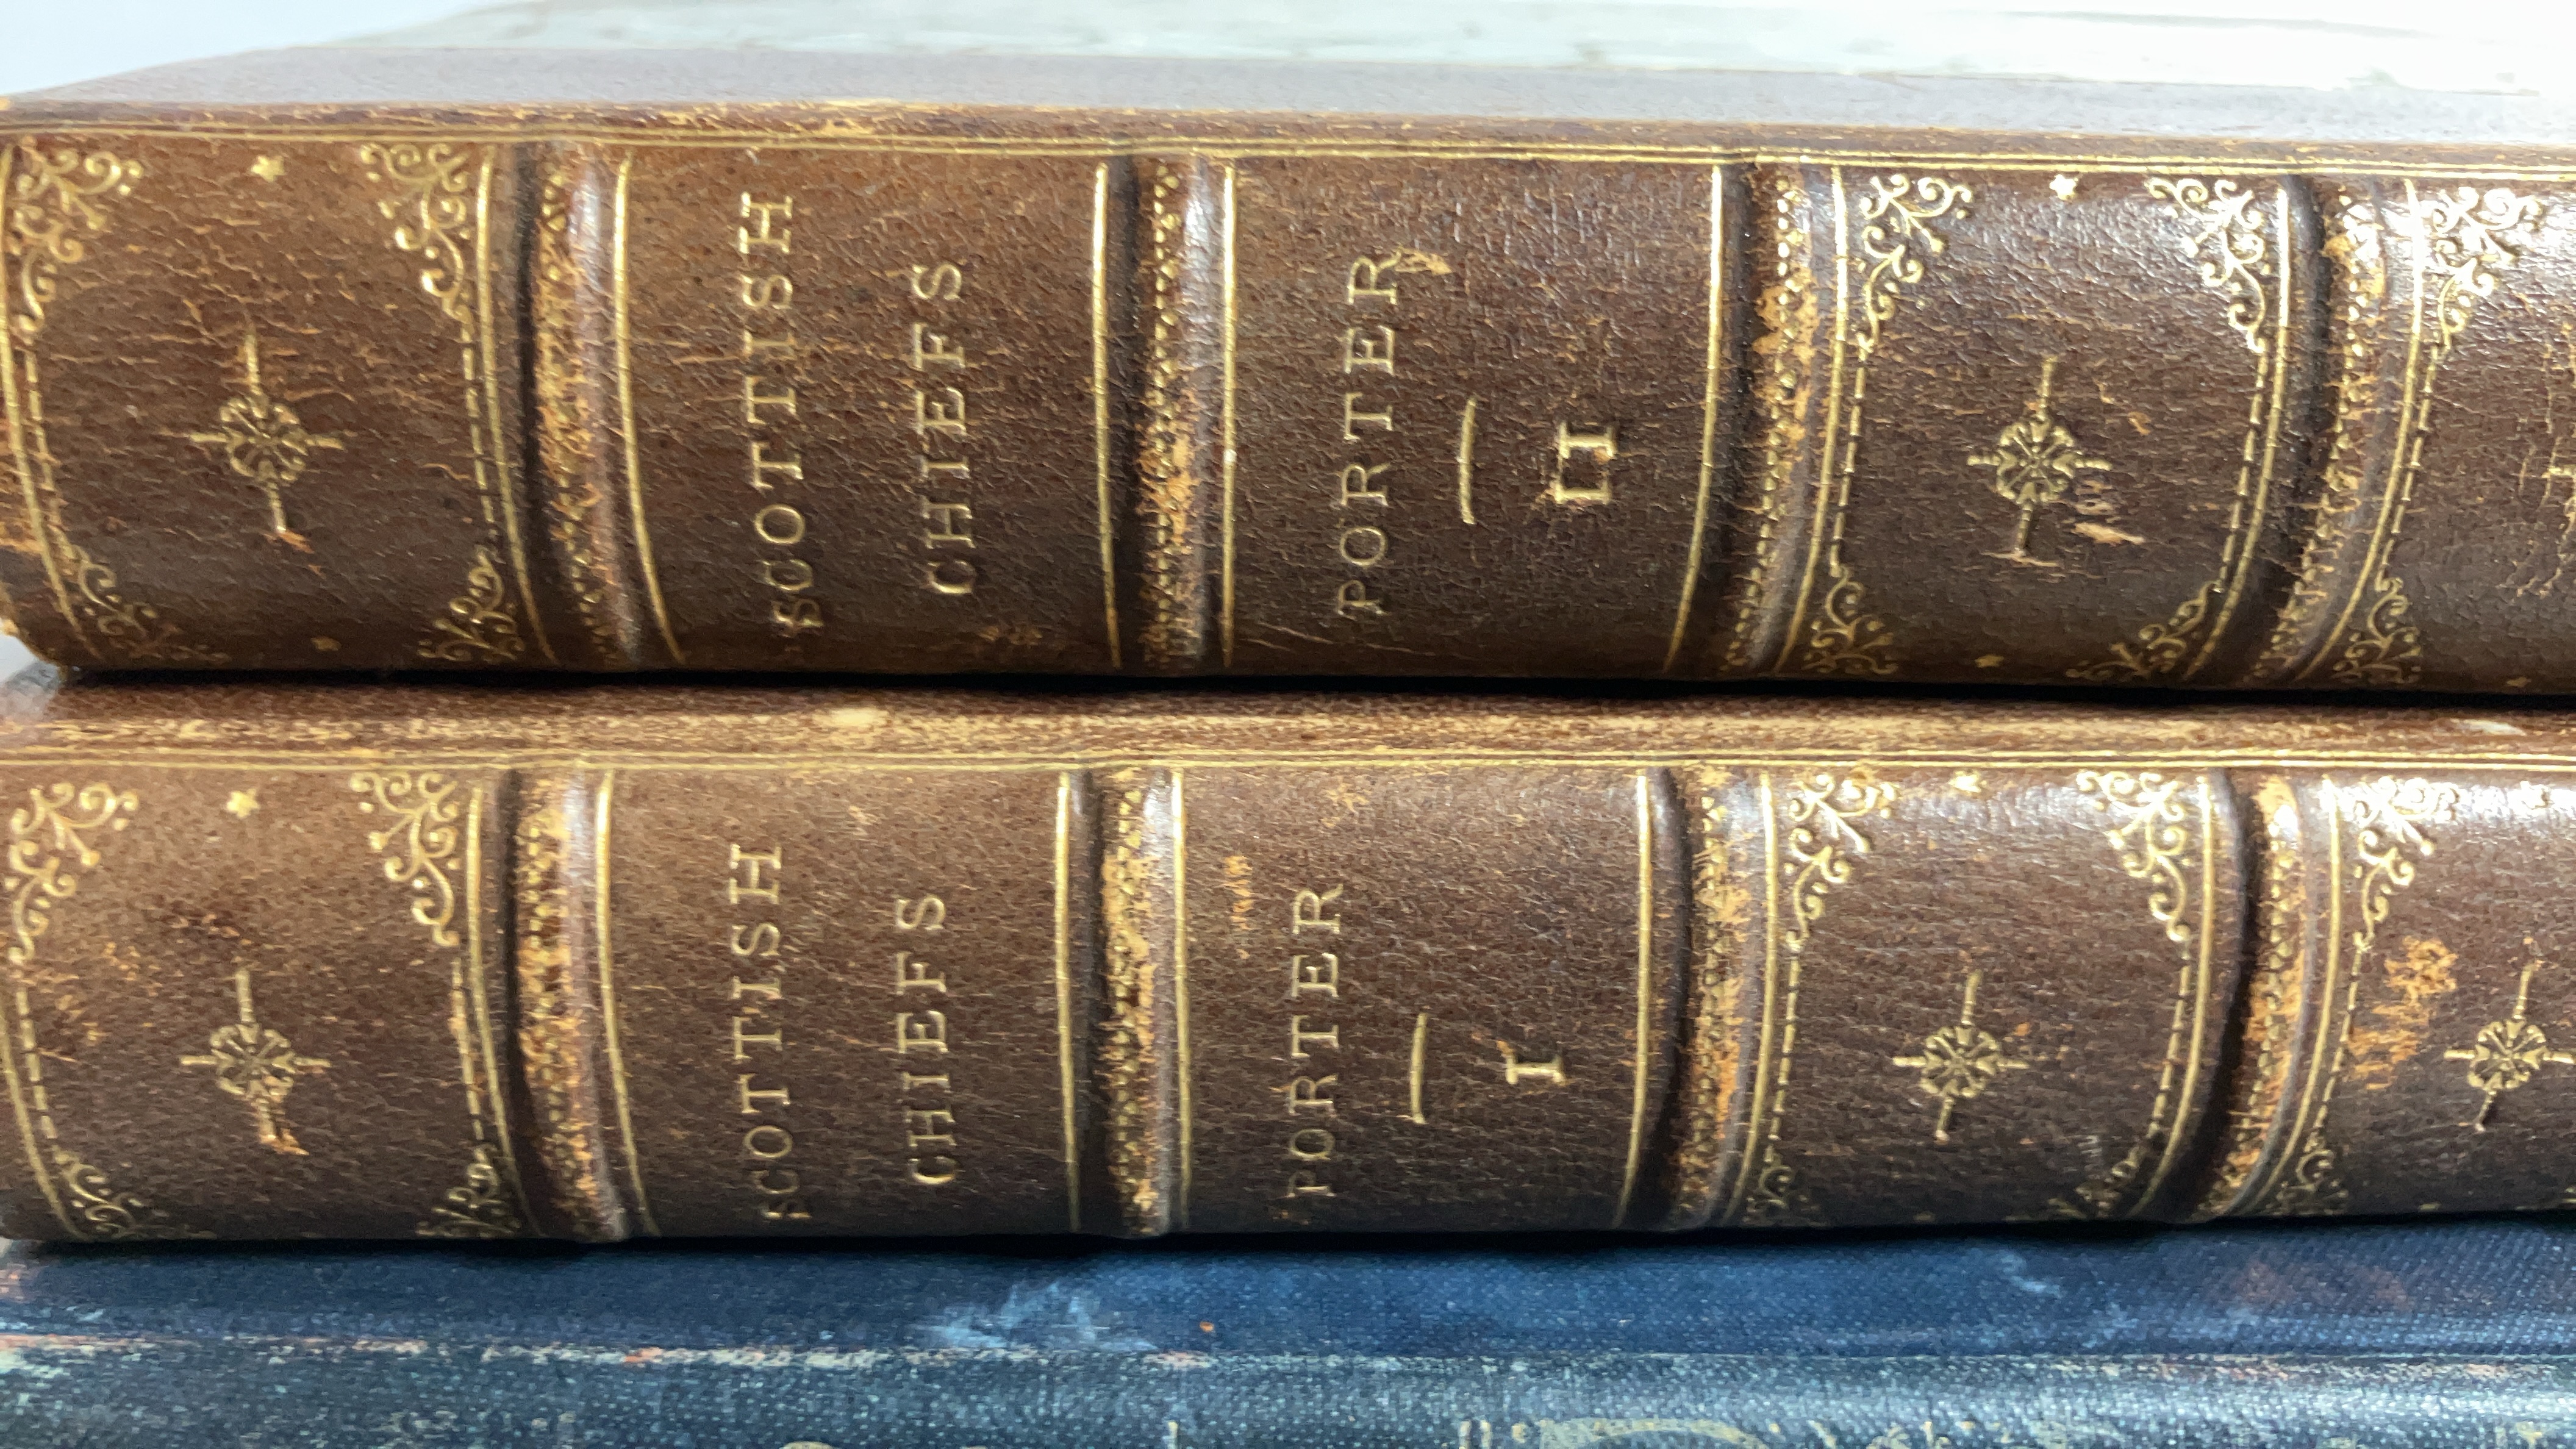 SCOTTISH
CHIEFS
PORTER
II
SCOTTISH
CHIEFS
PORTER
I